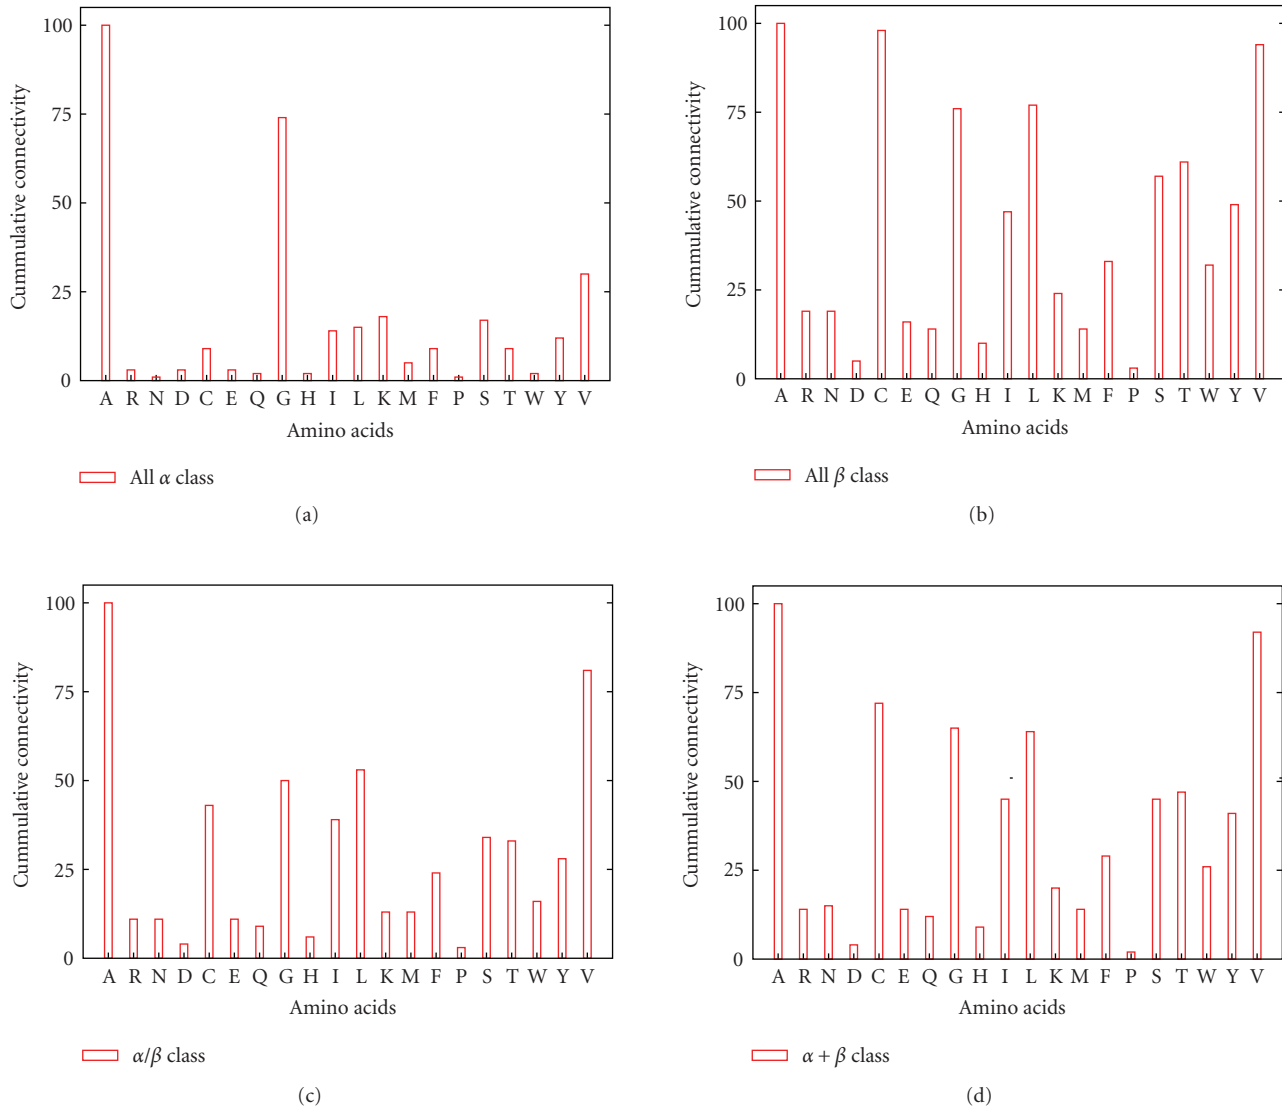 100
75
50
25
0
Cummulative connectivity
A R N D C E Q G H I L K M F P S T W Y V
Amino acids
All α class
(a)
100
75
50
25
0
Cummulative connectivity
A R N D C E Q G H I L K M F P S T W Y V
Amino acids
All β class
(b)
100
75
50
25
0
Cummulative connectivity
A R N D C E Q G H I L K M F P S T W Y V
Amino acids
α/β class
(c)
100
75
50
25
0
Cummulative connectivity
A R N D C E Q G H I L K M F P S T W Y V
Amino acids
α + β class
(d)